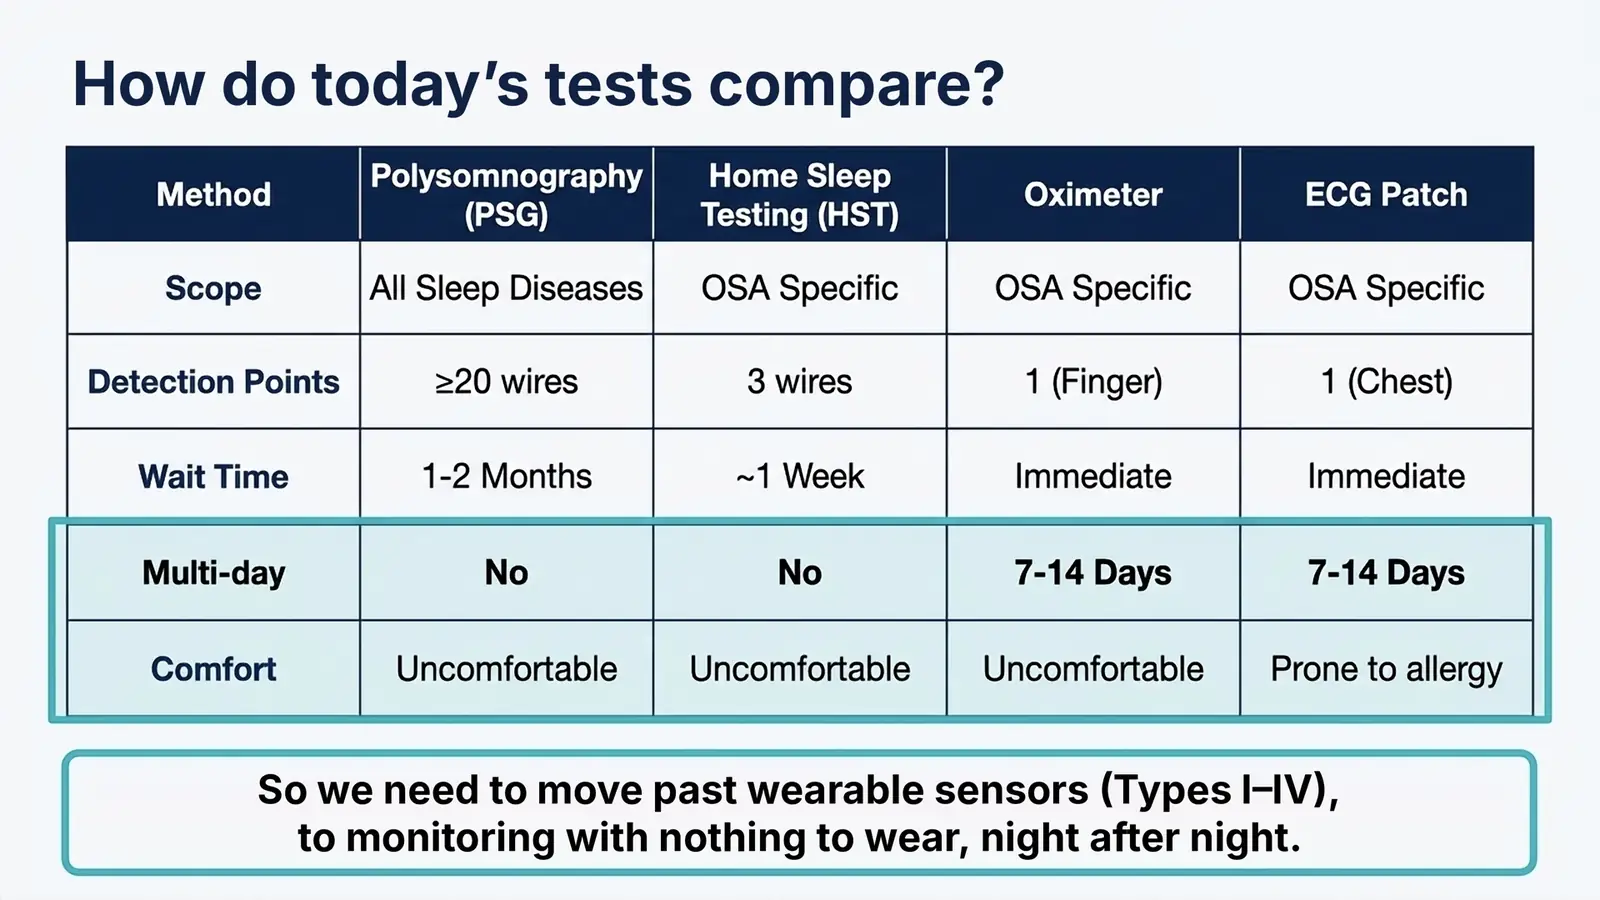 How do today’s tests compare?
Method
Polysomnography
(PSG)
Home Sleep
Testing (HST)
Oximeter
ECG Patch
Scope
All Sleep Diseases
OSA Specific
OSA Specific
OSA Specific
Detection Points
≥20 wires
3 wires
1 (Finger)
1 (Chest)
Wait Time
1-2 Months
~1 Week
Immediate
Immediate
Multi-day
No
No
7-14 Days
7-14 Days
Comfort
Uncomfortable
Uncomfortable
Uncomfortable
Prone to allergy
So we need to move past wearable sensors (Types I–IV),
to monitoring with nothing to wear, night after night.